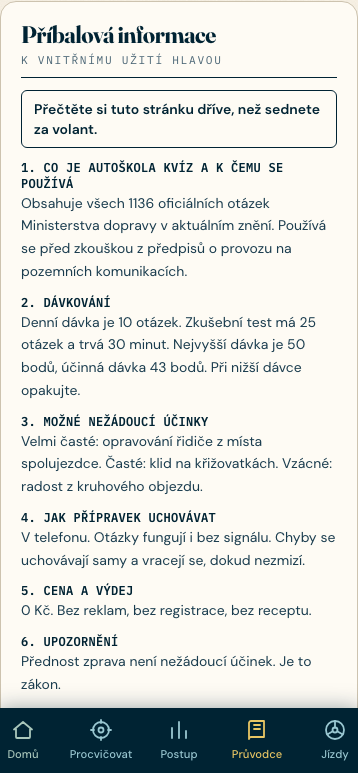 Příbalová informace
K VNITŘNÍMU UŽITÍ HLAVOU
Přečtěte si tuto stránku dříve, než sednete
za volant.
1. CO JE AUTOŠKOLA KVÍZ A K ČEMU SE
POUŽÍVÁ
Obsahuje všech 1136 oficiálních otázek
Ministerstva dopravy v aktuálním znění. Používá
se před zkouškou z předpisů o provozu na
pozemních komunikacích.
2. DÁVKOVÁNÍ
Denní dávka je 10 otázek. Zkušební test má 25
otázek a trvá 30 minut. Nejvyšší dávka je 50
bodů, účinná dávka 43 bodů. Při nižší dávce
opakujte.
3. MOŽNÉ NEŽÁDOUCÍ ÚČINKY
Velmi časté: opravování řidiče z místa
spolujezdce. Časté: klid na křižovatkách. Vzácné:
radost z kruhového objezdu.
4. JAK PŘÍPRAVEK UCHOVÁVAT
V telefonu. Otázky fungují i bez signálu. Chyby se
uchovávají samy a vracejí se, dokud nezmizí.
5. CENA A VÝDEJ
0 Kč. Bez reklam, bez registrace, bez receptu.
6. UPOZORNĚNÍ
Přednost zprava není nežádoucí účinek. Je to
zákon.
Domů
Procvičovat
Postup
Průvodce
Jízdy